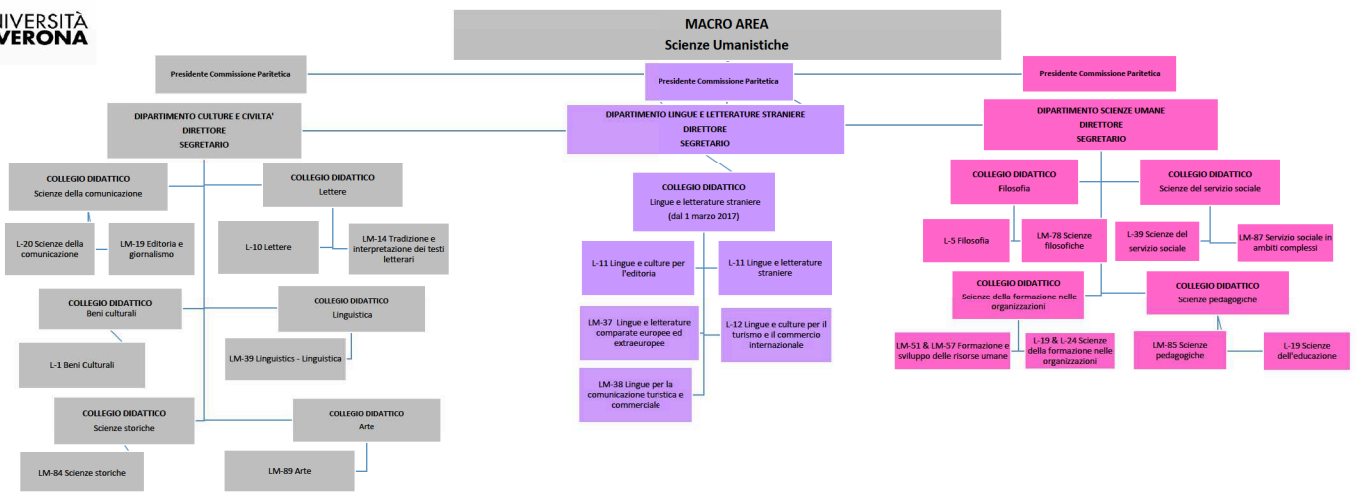 NIVERSITÀ
VERONA
MACRO AREA
Scienze Umanistiche
Presidente Commissione Paritetica
Presidente Commissione Paritetica
Presidente Commissione Paritetica
DIPARTIMENTO CULTURE E CIVILTA'
DIRETTORE
SEGRETARIO
DIPARTIMENTO LINGUE E LETTERATURE STRANIERE
DIRETTORE
SEGRETARIO
DIPARTIMENTO SCIENZE UMANE
DIRETTORE
SEGRETARIO
COLLEGIO DIDATTICO
Scienze della comunicazione
COLLEGIO DIDATTICO
Lettere
L-20 Scienze della
comunicazione
LM-19 Editoria e
giornalismo
L-10 Lettere
LM-14 Tradizione e
interpretazione dei testi
letterari
COLLEGIO DIDATTICO
Beni culturali
COLLEGIO DIDATTICO
Linguistica
L-1 Beni Culturali
LM-39 Linguistics - Linguistica
COLLEGIO DIDATTICO
Scienze storiche
COLLEGIO DIDATTICO
Arte
LM-84 Scienze storiche
LM-89 Arte
COLLEGIO DIDATTICO
Lingue e letterature straniere
(dal 1 marzo 2017)
L-11 Lingue e culture per
l'editoria
L-11 Lingue e letterature
straniere
LM-37 Lingue e letterature
comparate europee ed
extraeuropee
L-12 Lingue e culture per il
turismo e il commercio
internazionale
LM-38 Lingue per la
comunicazione turistica e
commerciale
COLLEGIO DIDATTICO
Filosofia
COLLEGIO DIDATTICO
Scienze del servizio sociale
L-5 Filosofia
LM-78 Scienze
filosofiche
L-39 Scienze del
servizio sociale
LM-87 Servizio sociale in
ambiti complessi
COLLEGIO DIDATTICO
Scienze della formazione nelle
organizzazioni
COLLEGIO DIDATTICO
Scienze pedagogiche
LM-51 & LM-57 Formazione e
sviluppo delle risorse umane
L-19 & L-24 Scienze
della formazione nelle
organizzazioni
LM-85 Scienze
pedagogiche
L-19 Scienze
dell'educazione